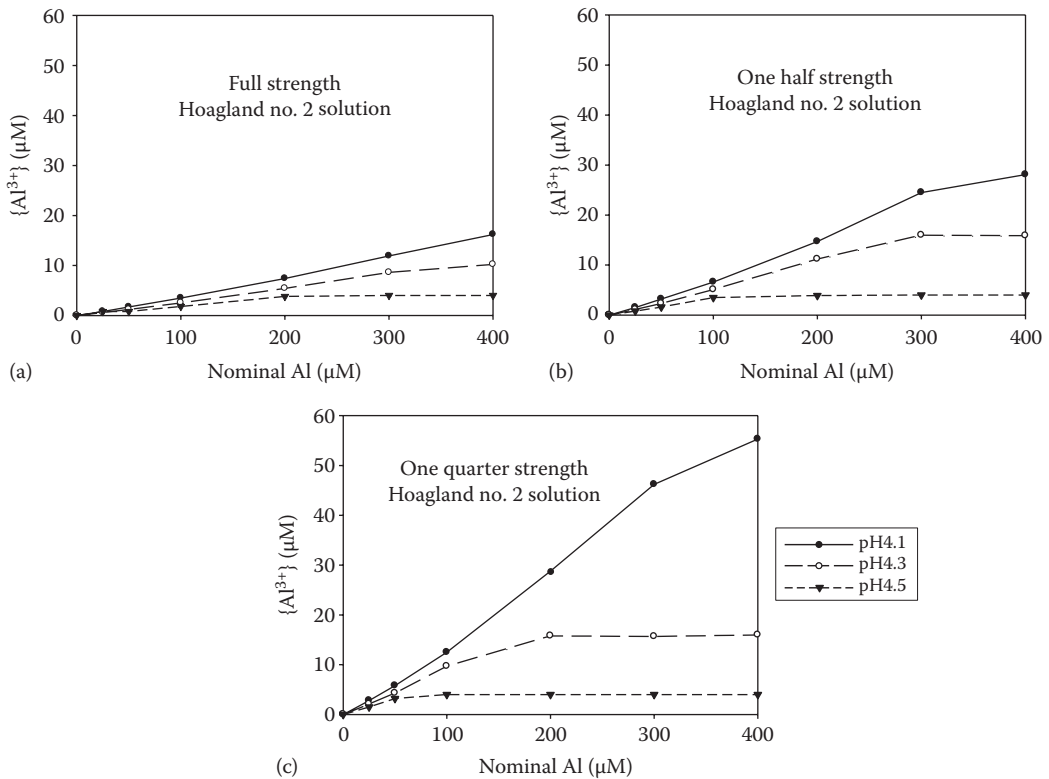 60
50
40
30
20
10
0
{Al³⁺} (µM)
Full strength
Hoagland no. 2 solution
0 100 200 300 400
(a) Nominal Al (µM)
60
50
40
30
20
10
0
{Al³⁺} (µM)
One half strength
Hoagland no. 2 solution
0 100 200 300 400
(b) Nominal Al (µM)
60
50
40
30
20
10
0
{Al³⁺} (µM)
One quarter strength
Hoagland no. 2 solution
0 100 200 300 400
(c) Nominal Al (µM)
pH4.1
pH4.3
pH4.5